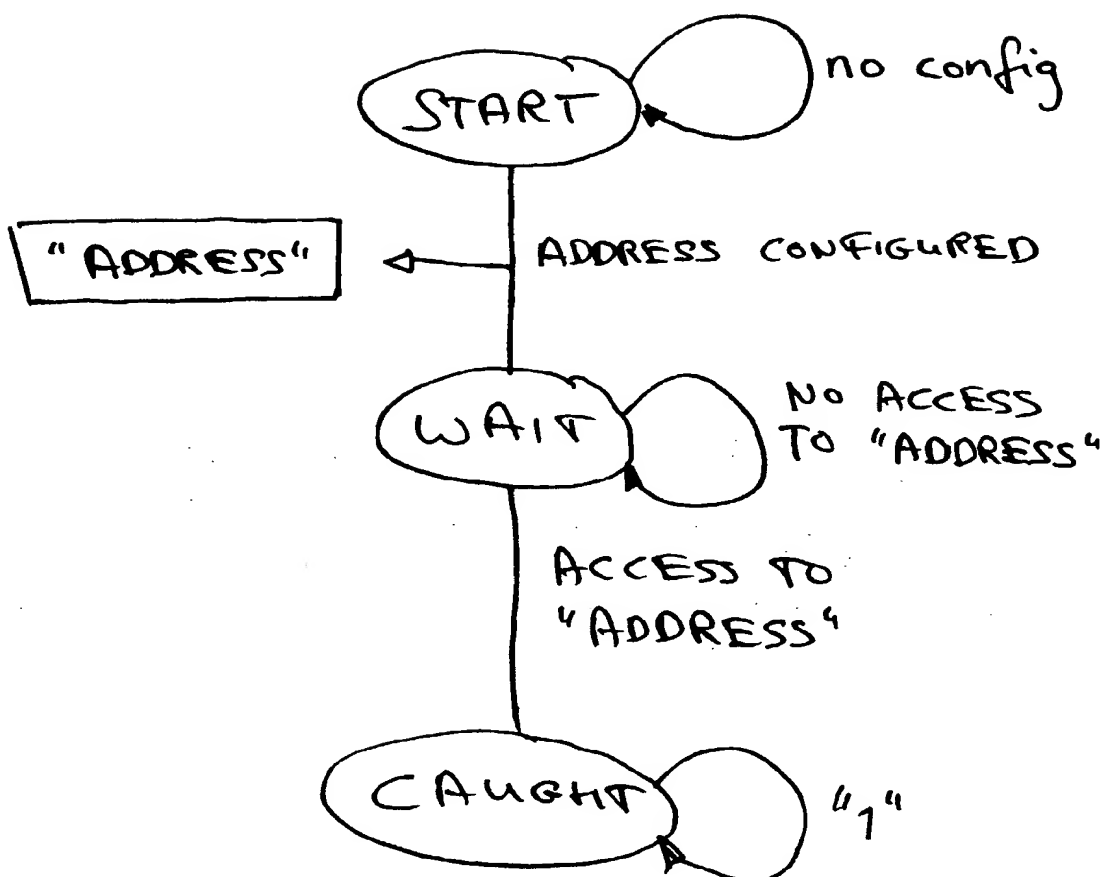 START
no config
"ADDRESS"
ADDRESS CONFIGURED
WAIT
NO ACCESS
TO "ADDRESS"
ACCESS TO
"ADDRESS"
CAUGHT
"1"